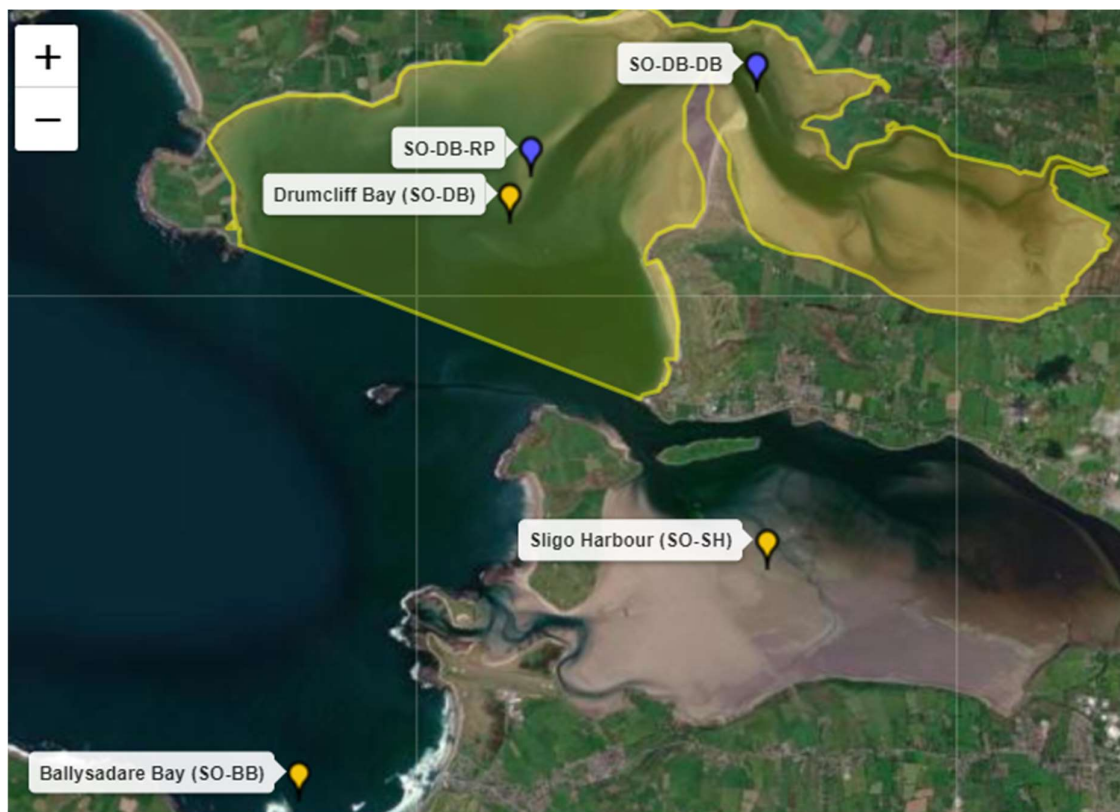 +
−
SO-DB-DB
SO-DB-RP
Drumcliff Bay (SO-DB)
Sligo Harbour (SO-SH)
Ballysadare Bay (SO-BB)